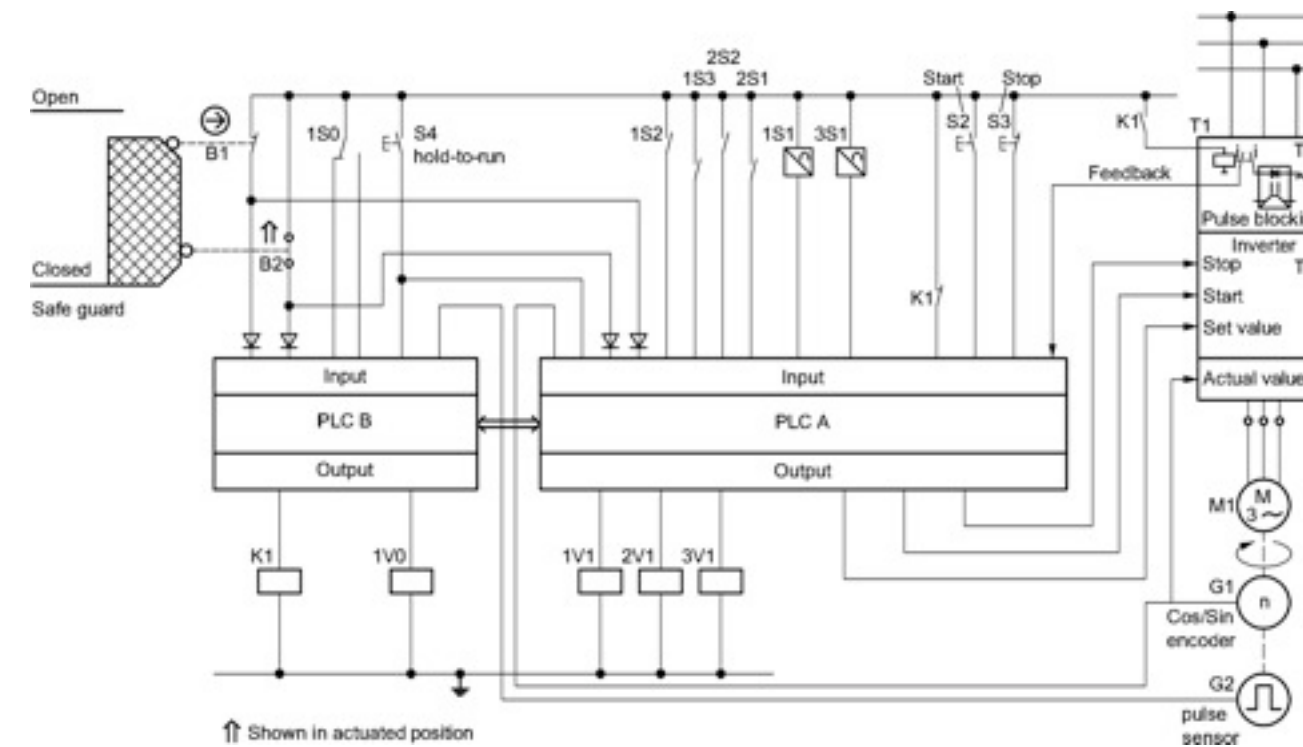 Open
B1
1S0
S4
hold-to-run
1S2
1S3
2S2
2S1
1S1
3S1
Start
Stop
S2
S3
K1
T1
Feedback
Closed
Safe guard
B2
K1
Inverter
Stop
Start
Set value
Actual value
Input
PLC B
Output
Input
PLC A
Output
K1
1V0
1V1
2V1
3V1
M1
M
3 ~
G1
n
Cos/Sin
encoder
G2
pulse
sensor
Shown in actuated position
Pulse blocki
T
T